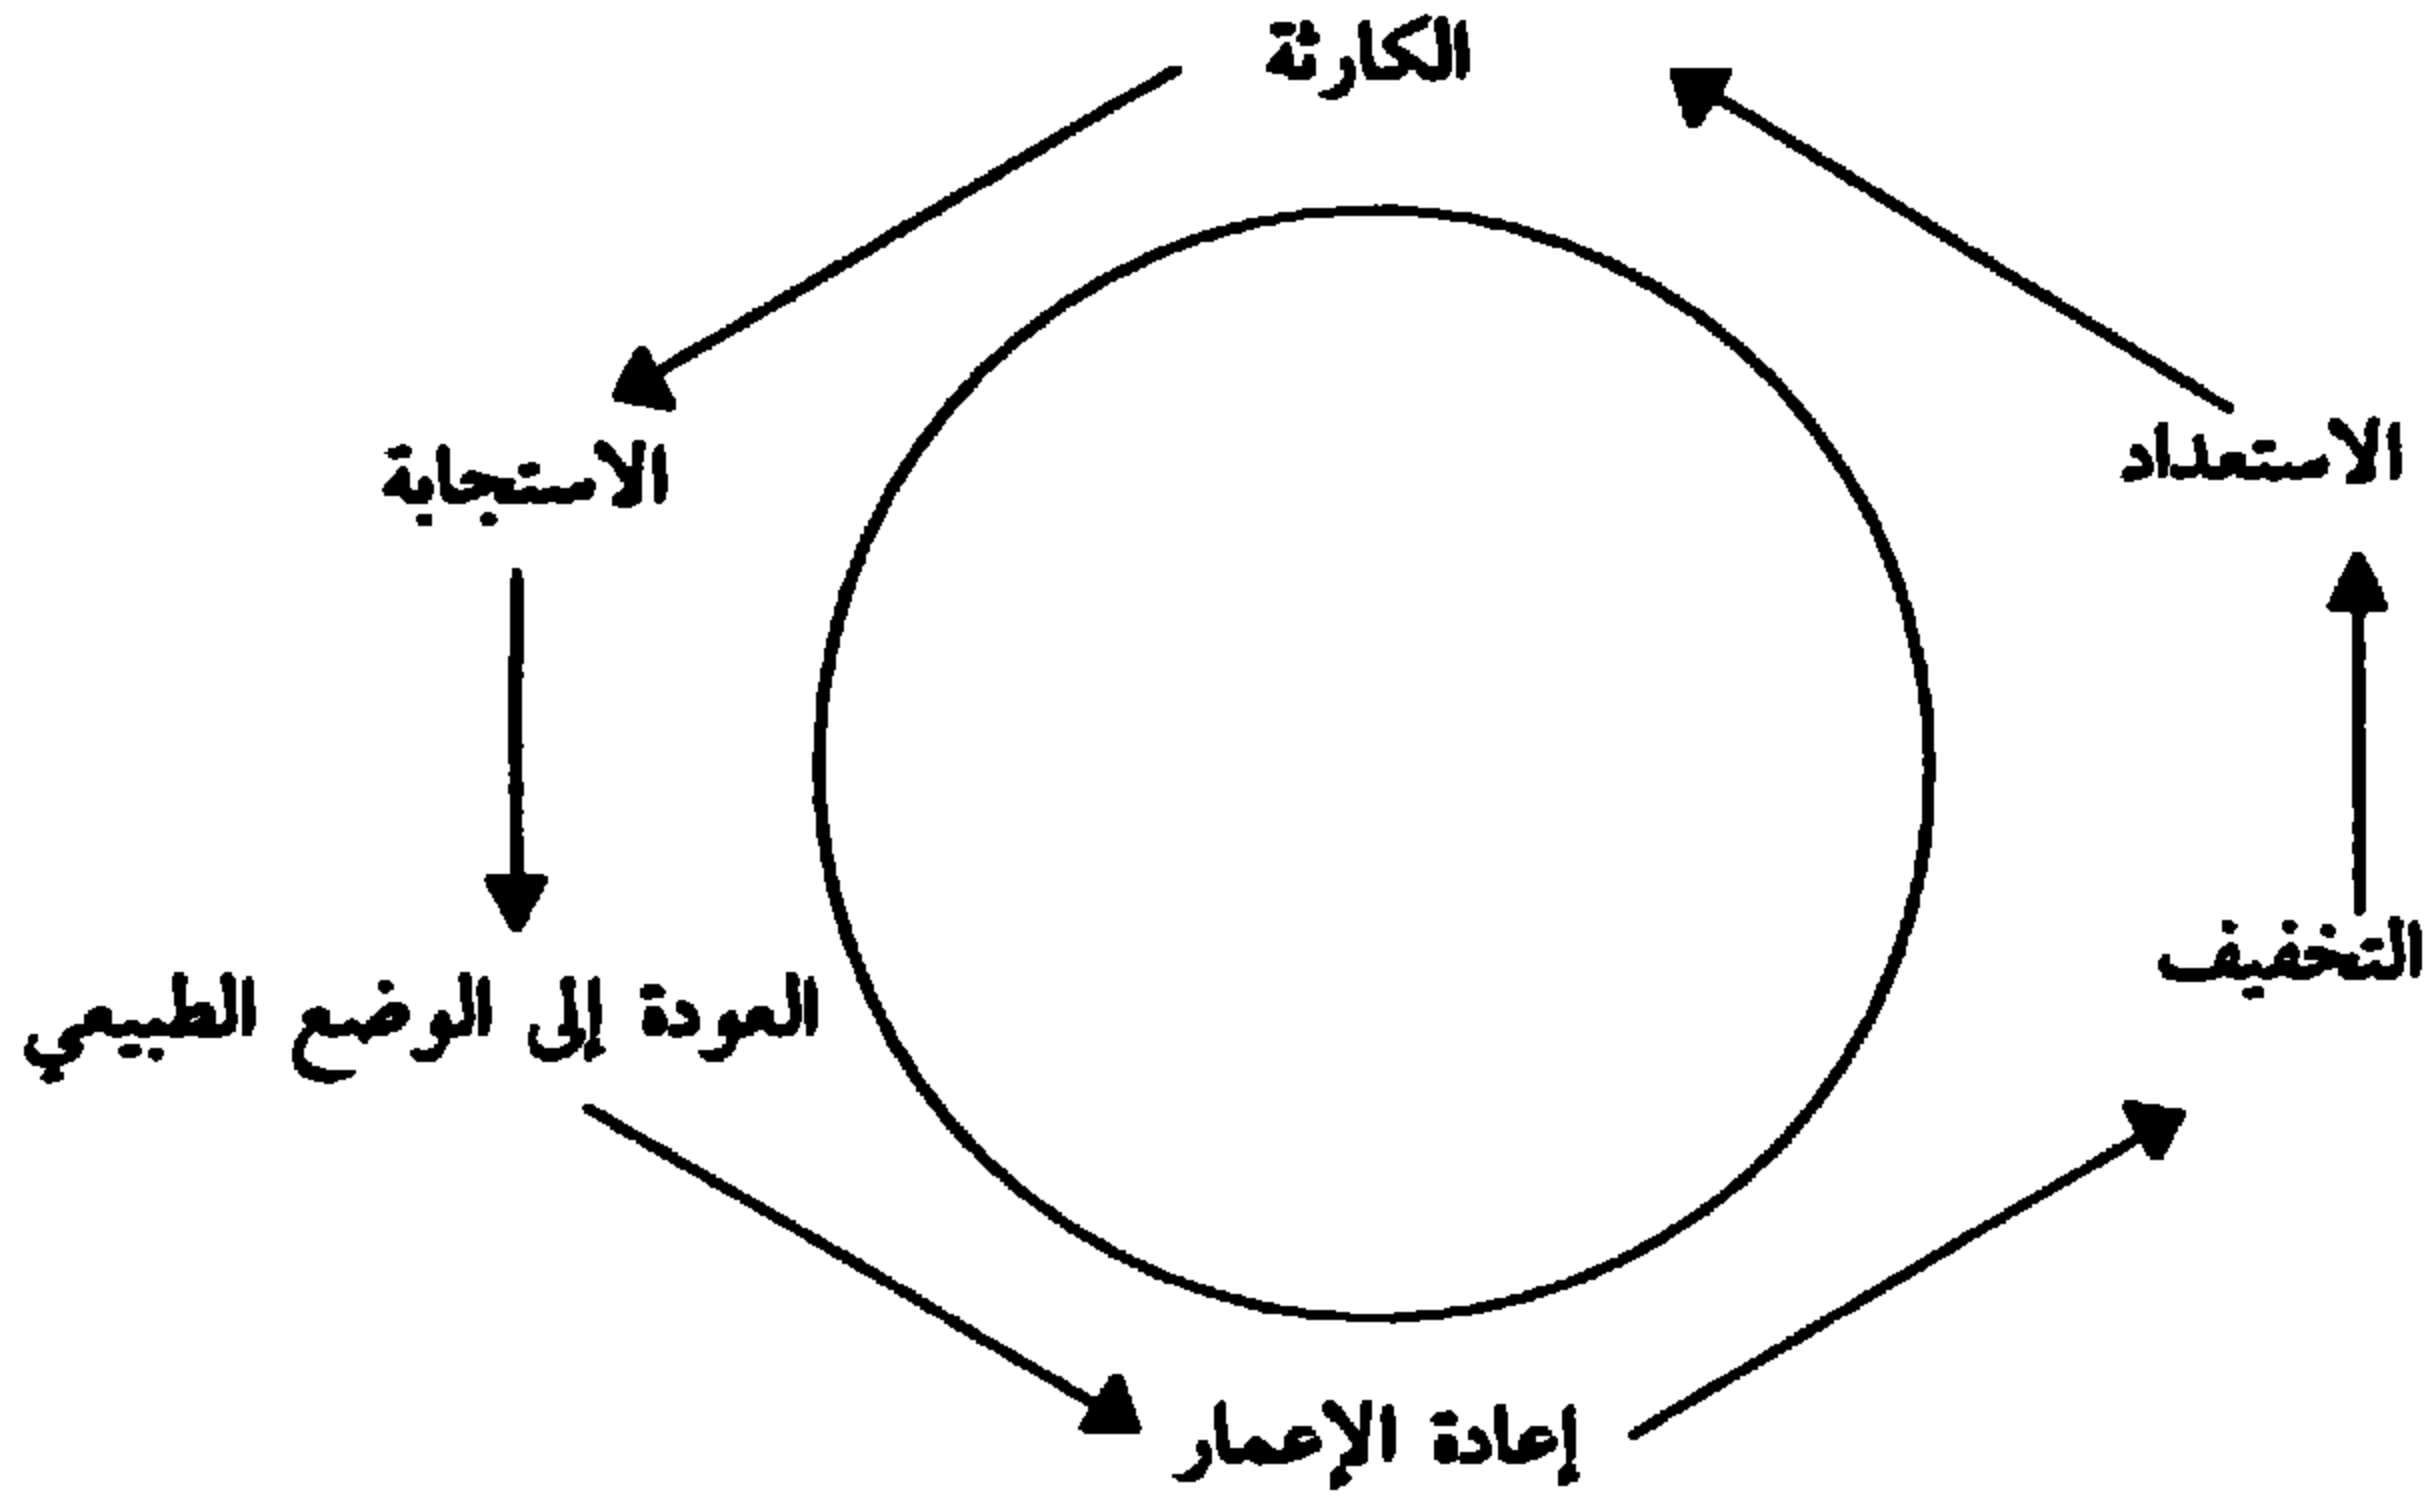 الكارثة
الاستعداد
الاستجابة
التخفيف
العودة إلى الوضع الطبيعي
إعادة الإعمار